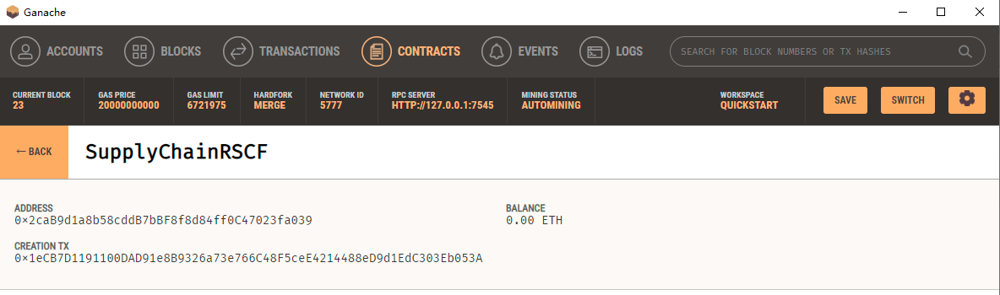 Ganache
ACCOUNTS BLOCKS TRANSACTIONS CONTRACTS EVENTS LOGS SEARCH FOR BLOCK NUMBERS OR TX HASHES
CURRENT BLOCK GAS PRICE GAS LIMIT HARDFORK NETWORK ID RPC SERVER MINING STATUS WORKSPACE
23 20000000000 6721975 MERGE 5777 HTTP://127.0.0.1:7545 AUTOMINING QUICKSTART SAVE SWITCH
← BACK SupplyChainRSCF
ADDRESS BALANCE
0×2caB9d1a8b58cddB7bBF8f8d84ff0C47023fa039 0.00 ETH
CREATION TX
0×1eCB7D1191100DAD91e8B9326a73e766C48F5ceE4214488eD9d1EdC303Eb053A